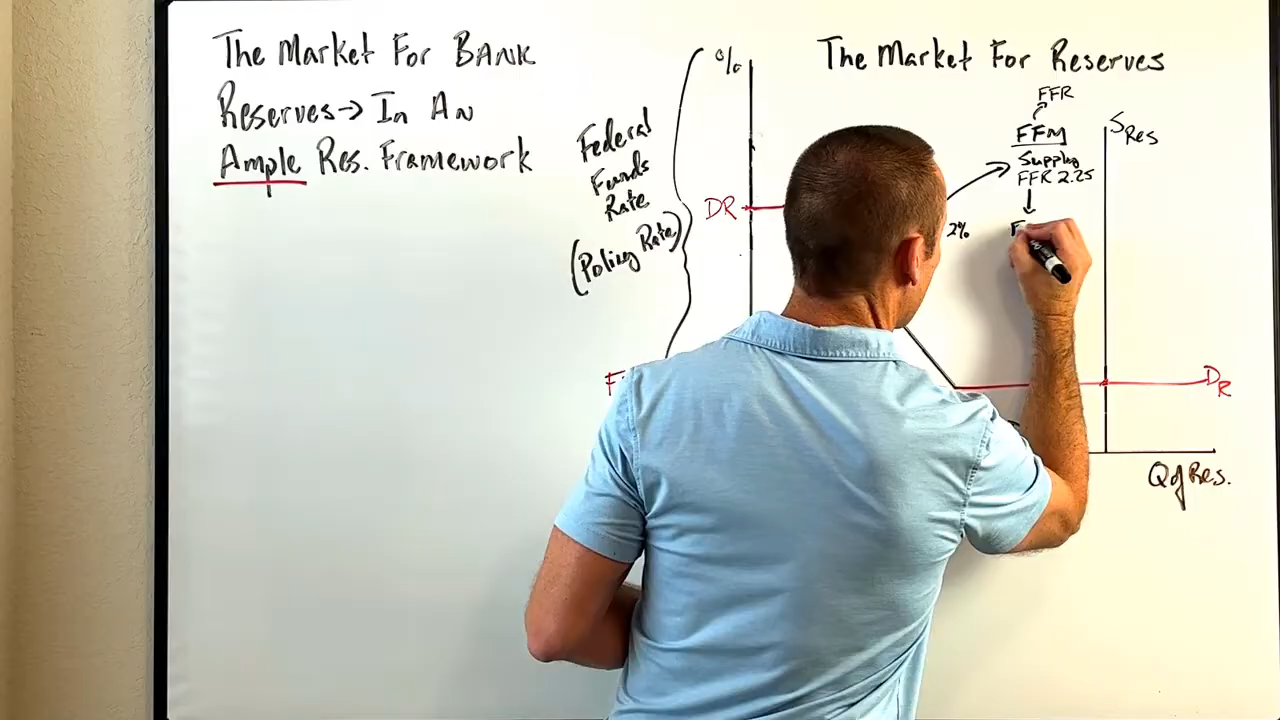 The Market For BANK
Reserves→ In An
Ample Res. Framework
Federal
Funds
Rate
(Policy Rate)
%
DR
F
The Market For Reserves
FFR
FFM
Supply
FFR 2.25
2%
F
S Res
D R
Q of Res.